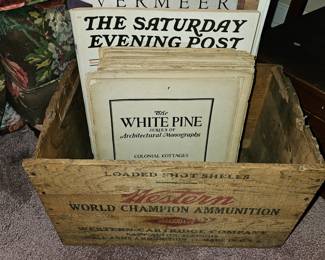 VERMEER
THE SATURDAY
EVENING POST
The
WHITE PINE
SERIES OF
Architectural Monographs
COLONIAL COTTAGES
LOADED SHOT SHELLS
Western
WORLD CHAMPION AMMUNITION
WESTERN CARTRIDGE COMPANY